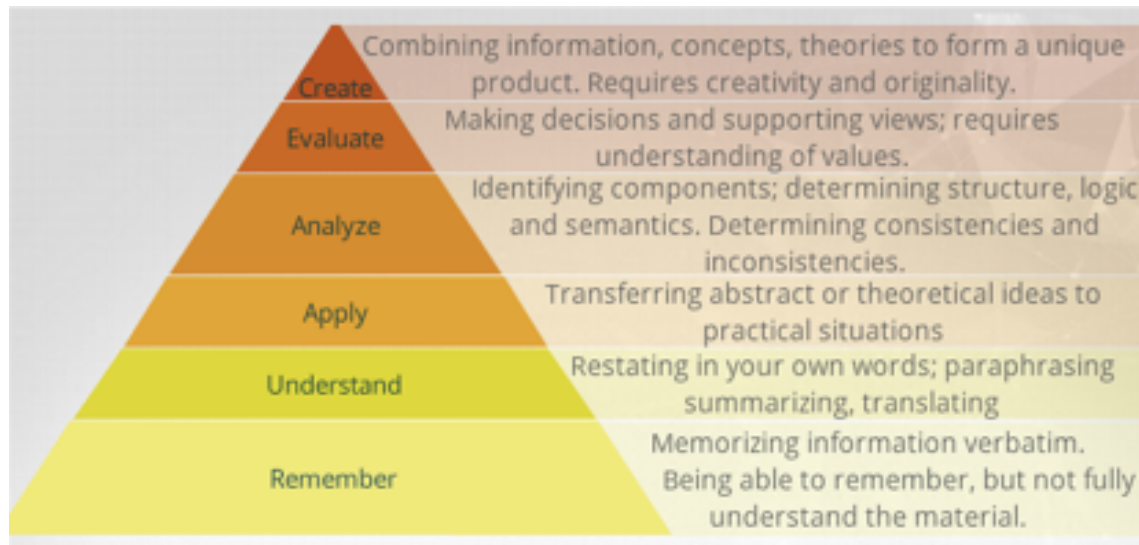 Create
Combining information, concepts, theories to form a unique
product. Requires creativity and originality.
Evaluate
Making decisions and supporting views; requires
understanding of values.
Analyze
Identifying components; determining structure, logic
and semantics. Determining consistencies and
inconsistencies.
Apply
Transferring abstract or theoretical ideas to
practical situations
Understand
Restating in your own words; paraphrasing
summarizing, translating
Remember
Memorizing information verbatim.
Being able to remember, but not fully
understand the material.